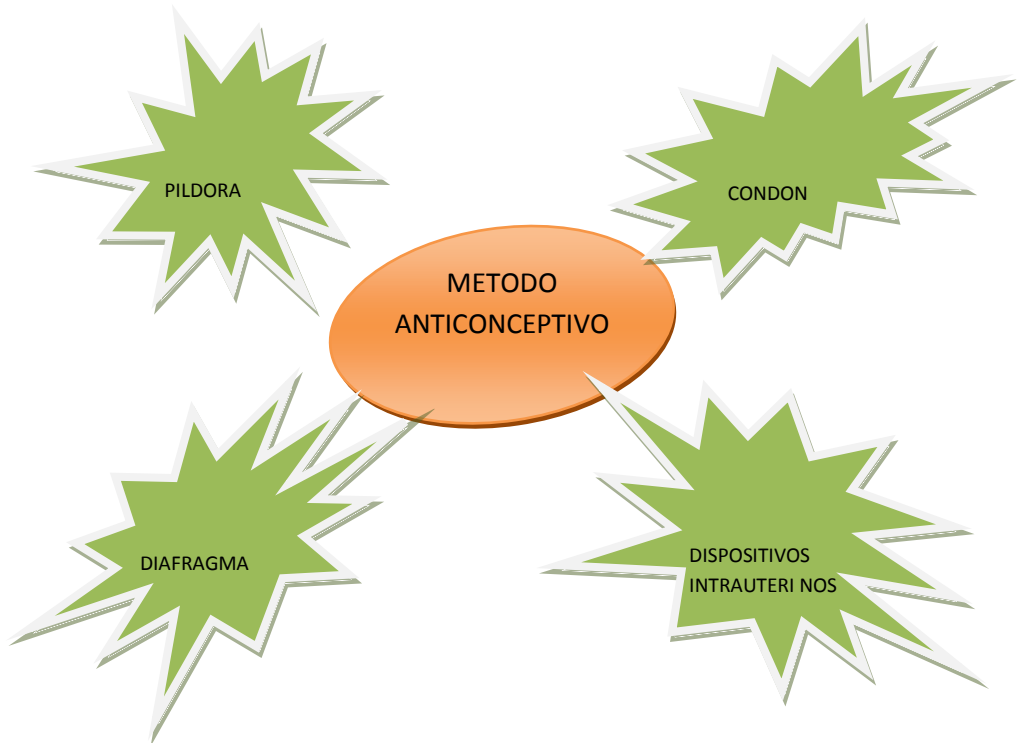 PILDORA
CONDON
METODO
ANTICONCEPTIVO
DIAFRAGMA
DISPOSITIVOS
INTRAUTERI NOS